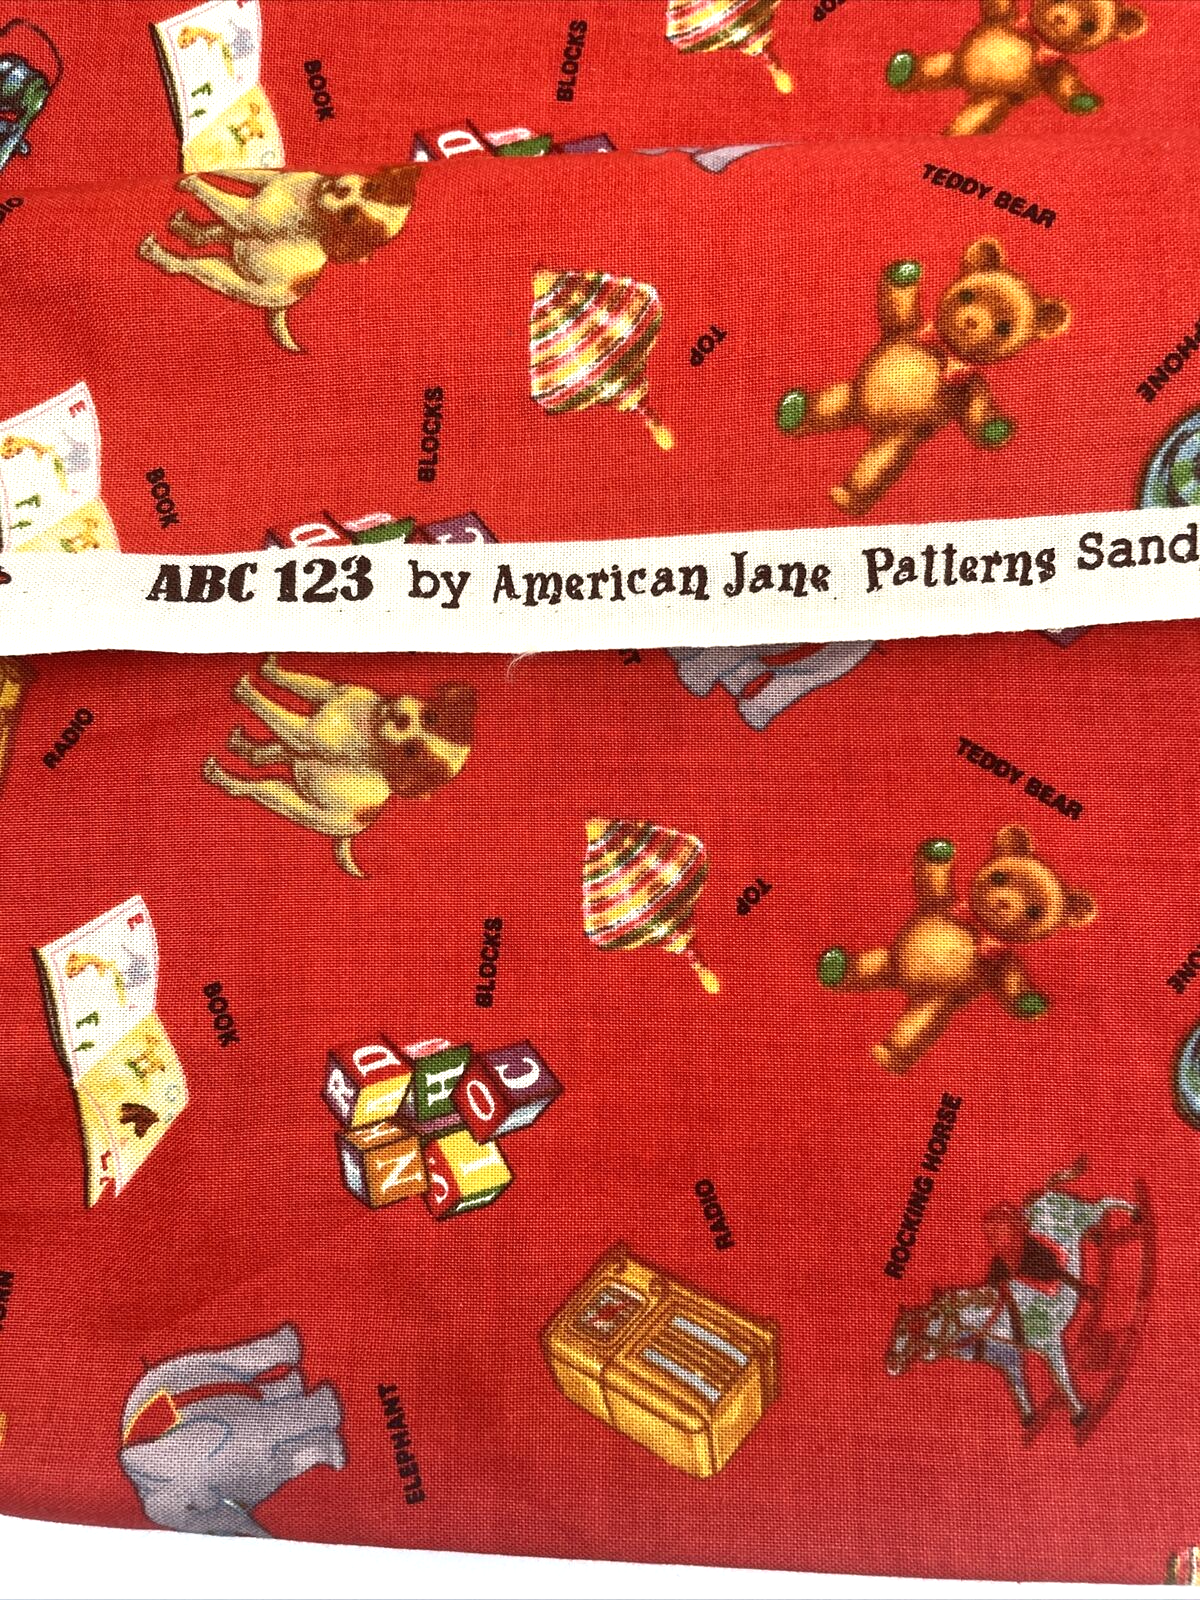 BOOK
BLOCKS
TEDDY BEAR
TOP
BLOCKS
BOOK
ABC 123 by American Jane Patterns Sand
RADIO
TEDDY BEAR
TOP
BLOCKS
BOOK
R D H O C
N J I
RADIO
ROCKING HORSE
ELEPHANT